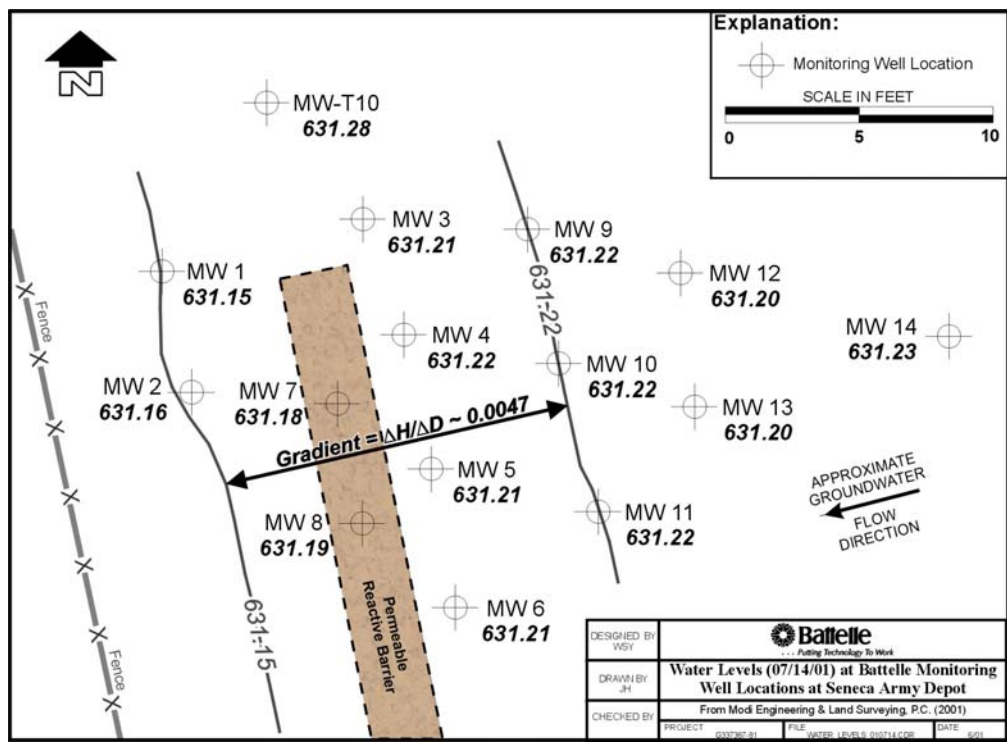 Explanation:
Monitoring Well Location
SCALE IN FEET
0 5 10
N
MW-T10
631.28
MW 3
631.21
MW 9
631.22
MW 1
631.15
MW 12
631.20
631.22
MW 4
631.22
MW 14
631.23
MW 10
631.22
MW 2
631.16
MW 7
631.18
MW 13
631.20
Gradient = ΔH/ΔD ~ 0.0047
MW 5
631.21
APPROXIMATE
GROUNDWATER
FLOW
DIRECTION
MW 8
631.19
MW 11
631.22
Fence
Fence
631.15
Permeable
Reactive Barrier
MW 6
631.21
DESIGNED BY
WSY
Battelle
. . . Putting Technology To Work
DRAWN BY
JH
Water Levels (07/14/01) at Battelle Monitoring
Well Locations at Seneca Army Depot
CHECKED BY
From Modi Engineering & Land Surveying, P.C. (2001)
PROJECT
G337367-81
FILE
WATER_LEVELS_010714.CDR
DATE
6/01